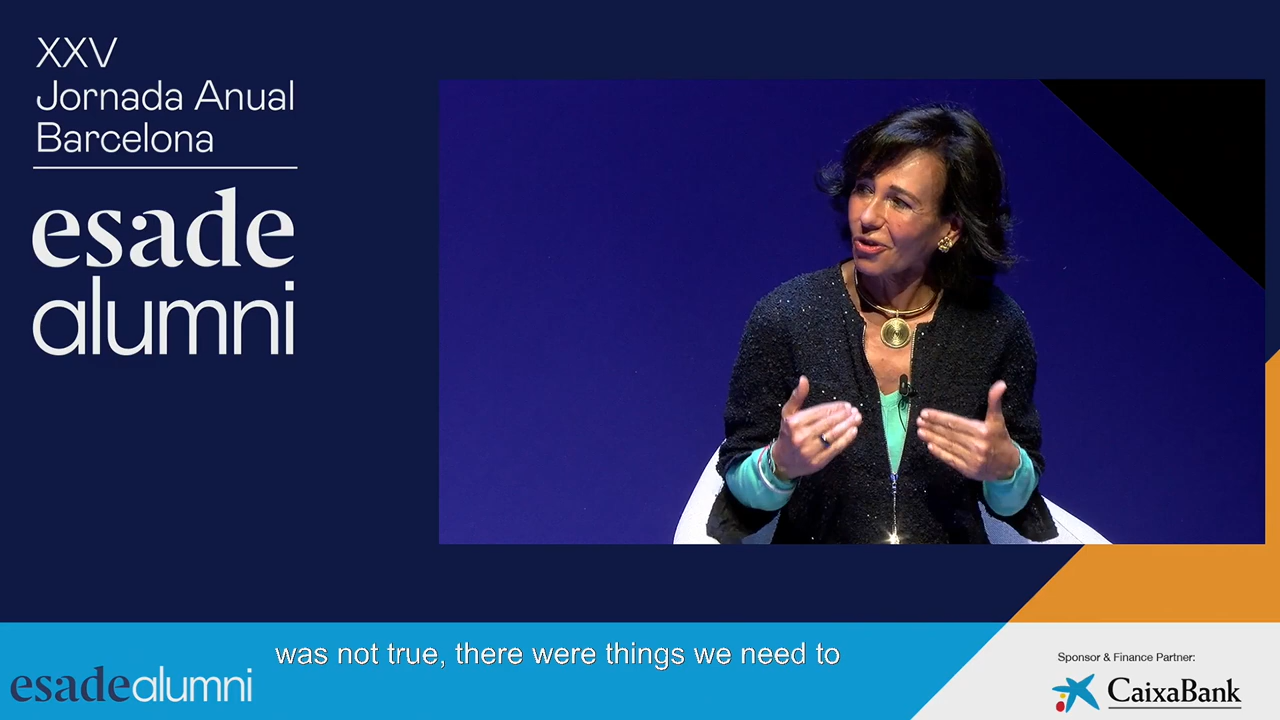 XXV
Jornada Anual
Barcelona
esade
alumni
was not true, there were things we need to
esadealumni
Sponsor & Finance Partner:
CaixaBank